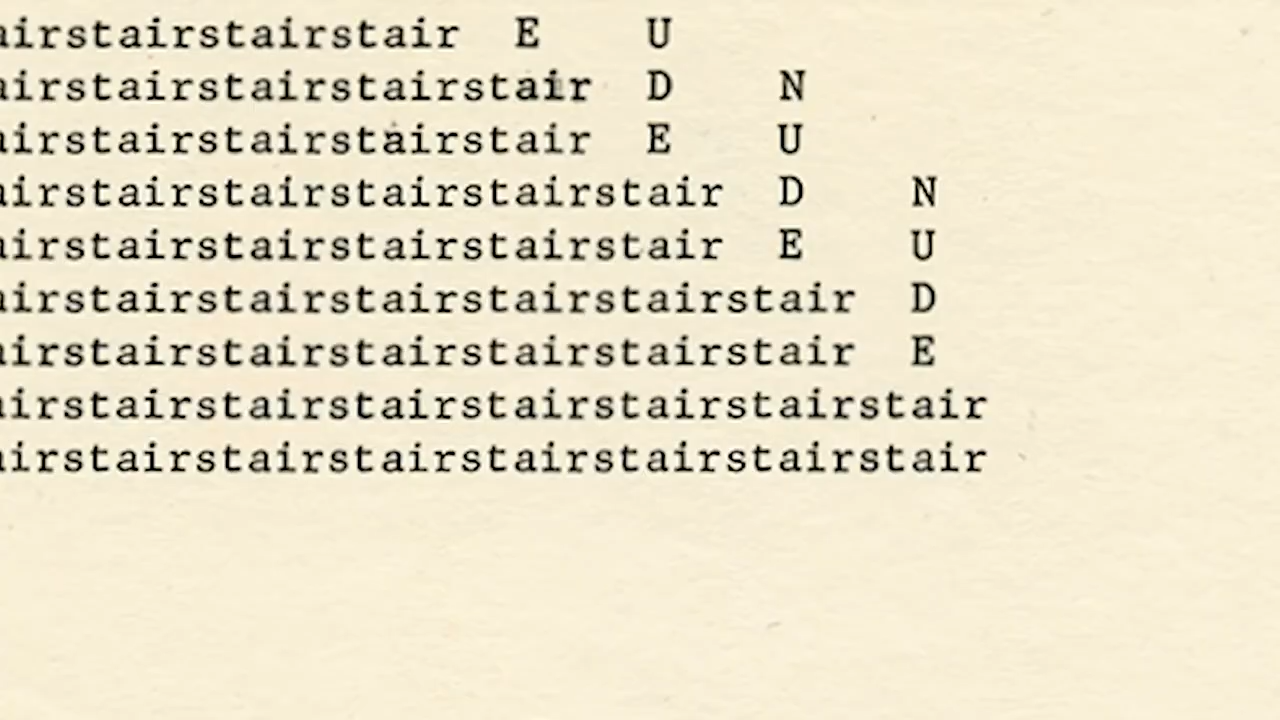 airstairstairstair E U
airstairstairstairstair D N
airstairstairstairstair E U
airstairstairstairstairstair D N
airstairstairstairstairstair E U
airstairstairstairstairstairstair D
airstairstairstairstairstairstair E
airstairstairstairstairstairstairstair
airstairstairstairstairstairstairstair